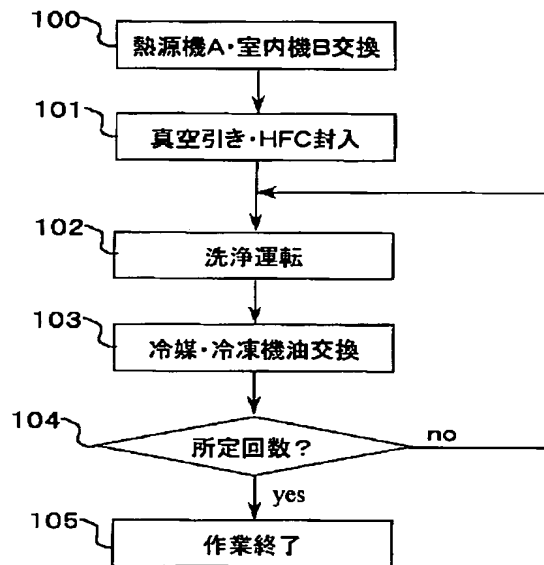 100
熱源機A・室内機B交換
101
真空引き・HFC封入
102
洗浄運転
103
冷媒・冷凍機油交換
104
所定回数？
no
yes
105
作業終了